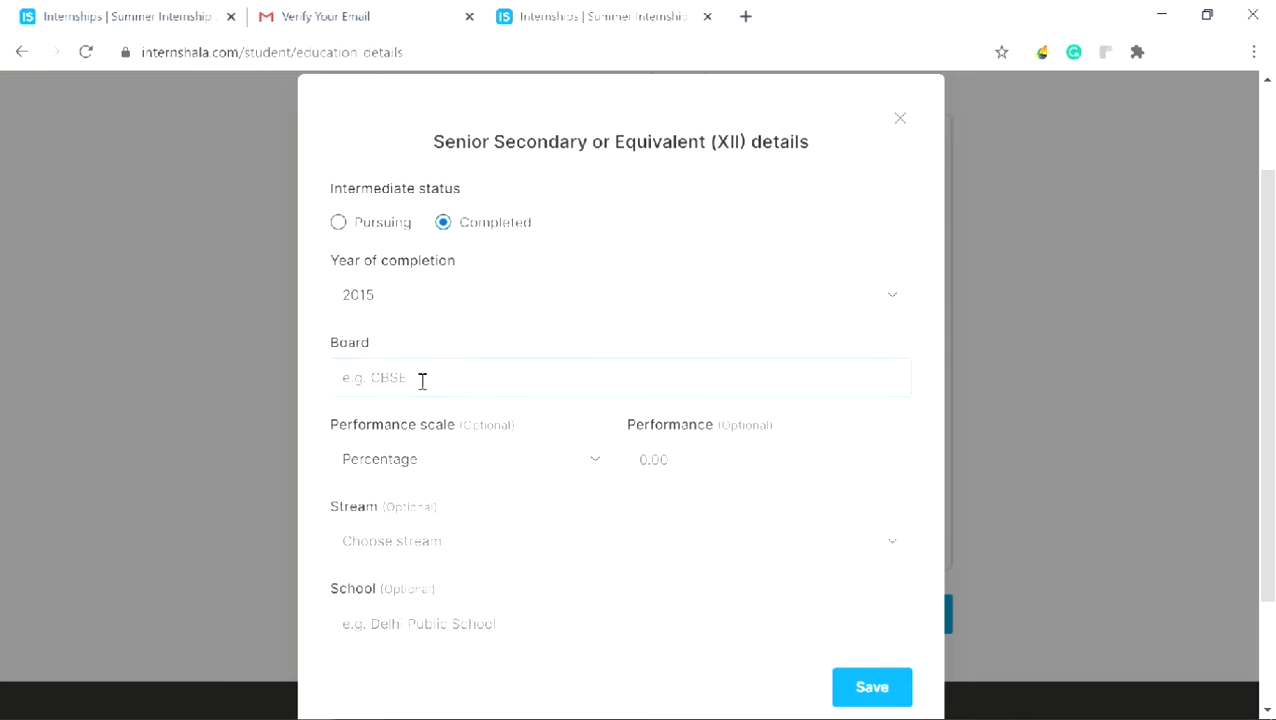 Internships | Summer Internship
Verify Your Email
Internships | Summer Internship
internshala.com/student/education details
Senior Secondary or Equivalent (XII) details
Intermediate status
Pursuing
Completed
Year of completion
2015
Board
e.g. CBSE
Performance scale (Optional)
Performance (Optional)
Percentage
0.00
Stream (Optional)
Choose stream
School (Optional)
e.g. Delhi Public School
Save